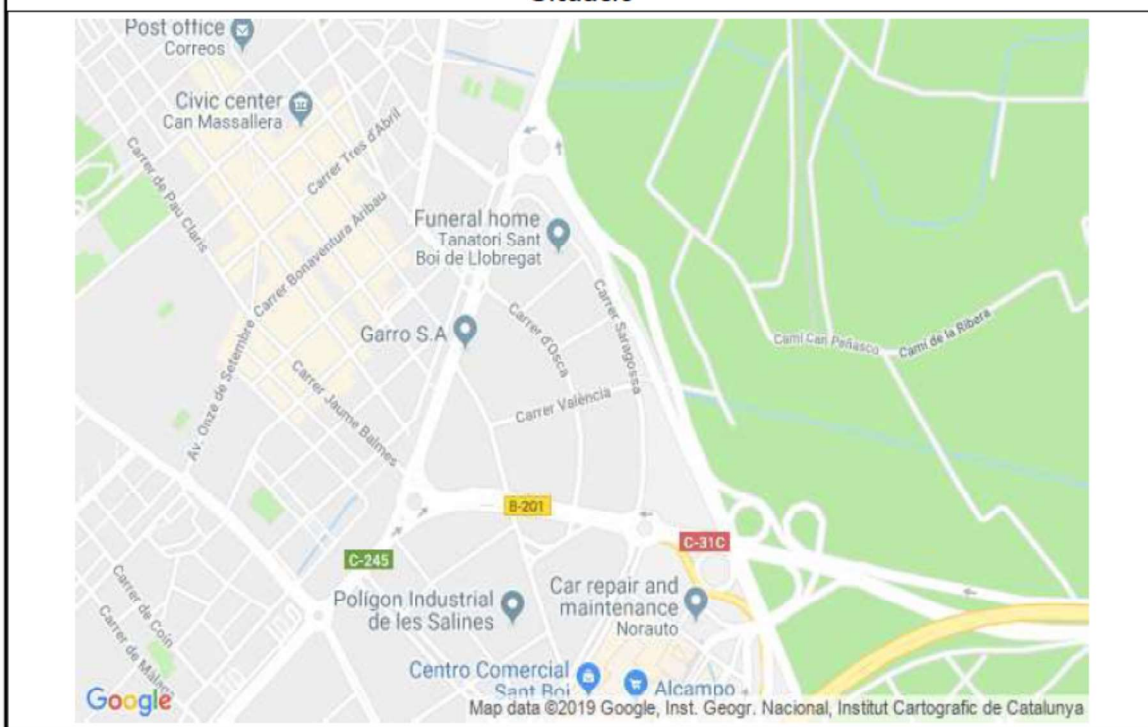 Situació
Post office
Correos
Civic center
Can Massallera
Carrer Tres d'Abril
Carrer de Pau Claris
Funeral home
Tanatori Sant
Boi de Llobregat
Carrer Bonaventura Aribau
Carrer Saragossa
Garro S.A
Carrer d'Osca
Camí Can Peñasco
Camí de la Ribera
Av. Onze de Setembre
Carrer Jaume Balmes
Carrer València
B-201
C-31C
C-245
Car repair and
maintenance
Norauto
Polígon Industrial
de les Salines
Carrer de Coín
Carrer de Màlaga
Centro Comercial
Sant Boi
Alcampo
Google
Map data ©2019 Google, Inst. Geogr. Nacional, Institut Cartografic de Catalunya